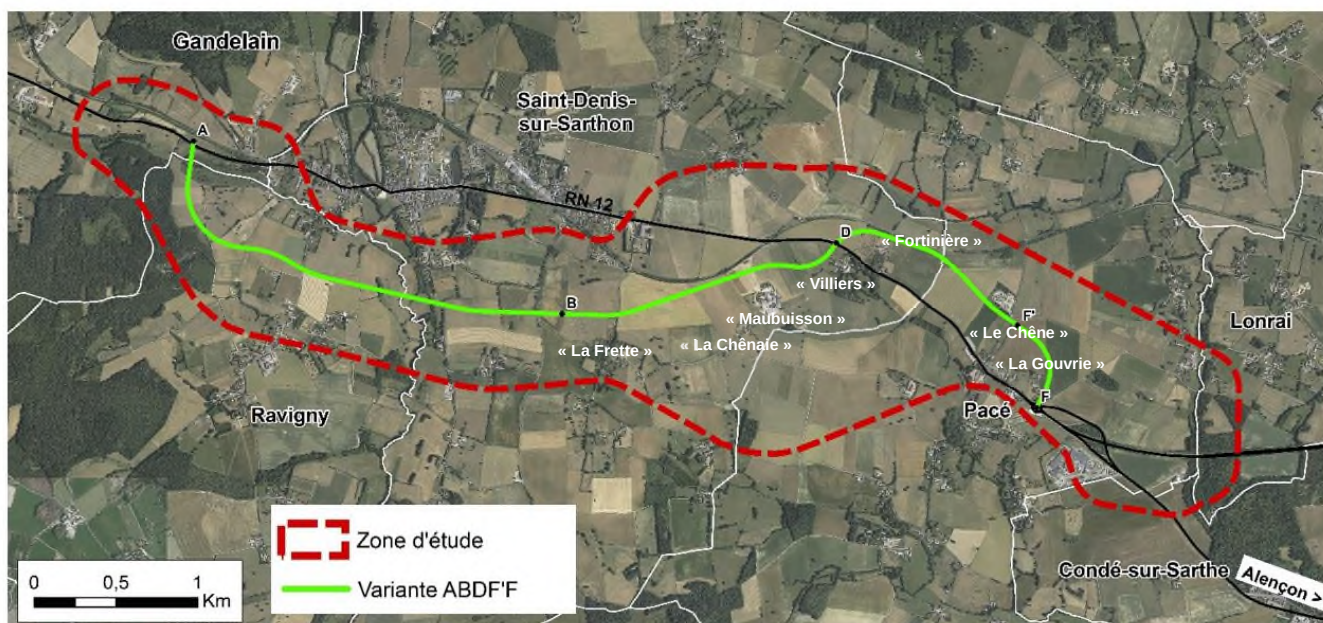 Gandelain
Saint-Denis-
sur-Sarthon
A
RN 12
D
« Fortinière »
« Villiers »
B
« Maubuisson »
F'
« Le Chêne »
Lonrai
« La Frette »
« La Chênaie »
« La Gouvrie »
F
Pacé
Ravigny
Zone d'étude
Variante ABDF'F
0 0,5 1
Km
Condé-sur-Sarthe
Alençon >